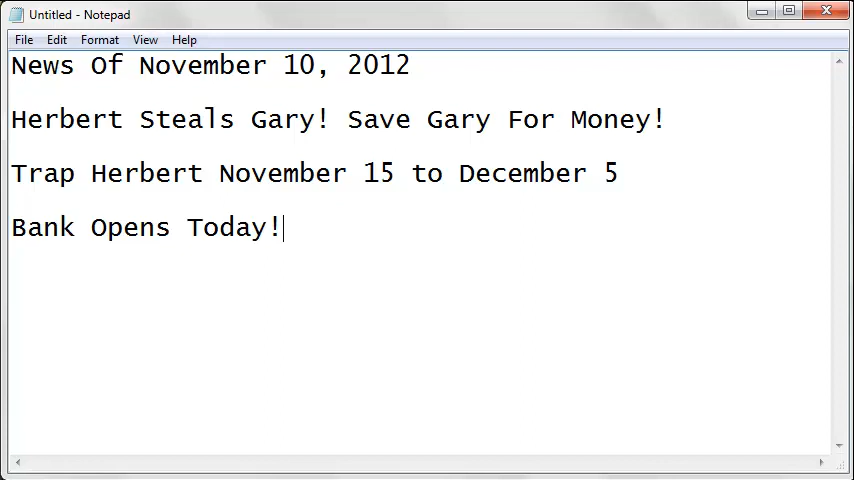 Untitled - Notepad
File Edit Format View Help
News Of November 10, 2012
Herbert Steals Gary! Save Gary For Money!
Trap Herbert November 15 to December 5
Bank Opens Today!